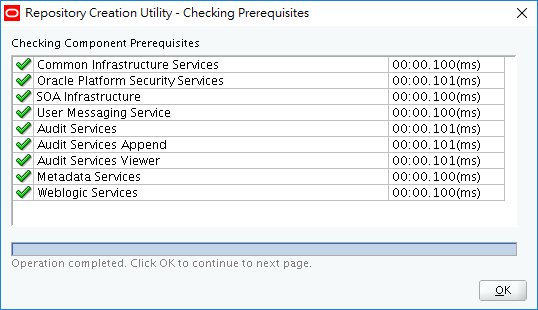 Repository Creation Utility - Checking Prerequisites
Checking Component Prerequisites
Common Infrastructure Services 00:00.100(ms)
Oracle Platform Security Services 00:00.101(ms)
SOA Infrastructure 00:00.100(ms)
User Messaging Service 00:00.100(ms)
Audit Services 00:00.101(ms)
Audit Services Append 00:00.101(ms)
Audit Services Viewer 00:00.101(ms)
Metadata Services 00:00.100(ms)
Weblogic Services 00:00.100(ms)
Operation completed. Click OK to continue to next page.
OK